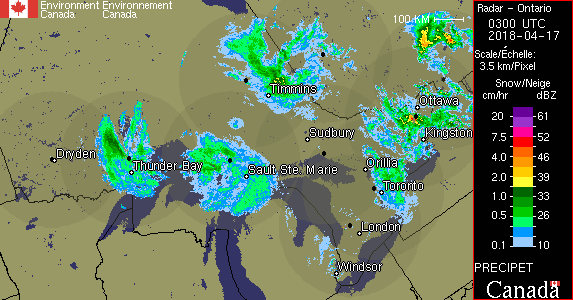 Environment Environnement
Canada Canada
100 KM
Timmins
Ottawa
Sudbury
Kingston
Dryden
Thunder Bay
Sault Ste. Marie
Orillia
Toronto
London
Windsor
Radar - Ontario
0300 UTC
2018-04-17
Scale/Échelle:
3.5 km/Pixel
Snow/Neige
cm/hr dBZ
20 61
7.5 52
4.0 46
2.0 39
1.0 33
0.5 26
0.1 10
PRECIPET
Canada